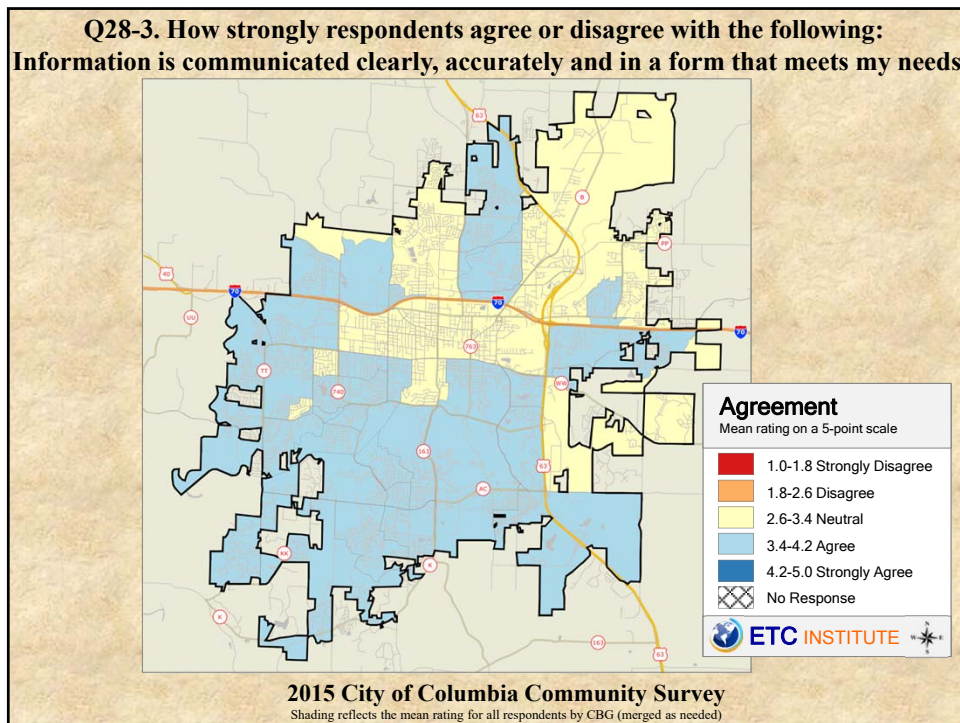 Q28-3. How strongly respondents agree or disagree with the following:
Information is communicated clearly, accurately and in a form that meets my needs
63
B
PP
40
70
70
UU
763
70
TT
740
WW
163
63
AC
KK
K
K
163
63
Agreement
Mean rating on a 5-point scale
1.0-1.8 Strongly Disagree
1.8-2.6 Disagree
2.6-3.4 Neutral
3.4-4.2 Agree
4.2-5.0 Strongly Agree
No Response
ETC INSTITUTE
N
W E
S
2015 City of Columbia Community Survey
Shading reflects the mean rating for all respondents by CBG (merged as needed)